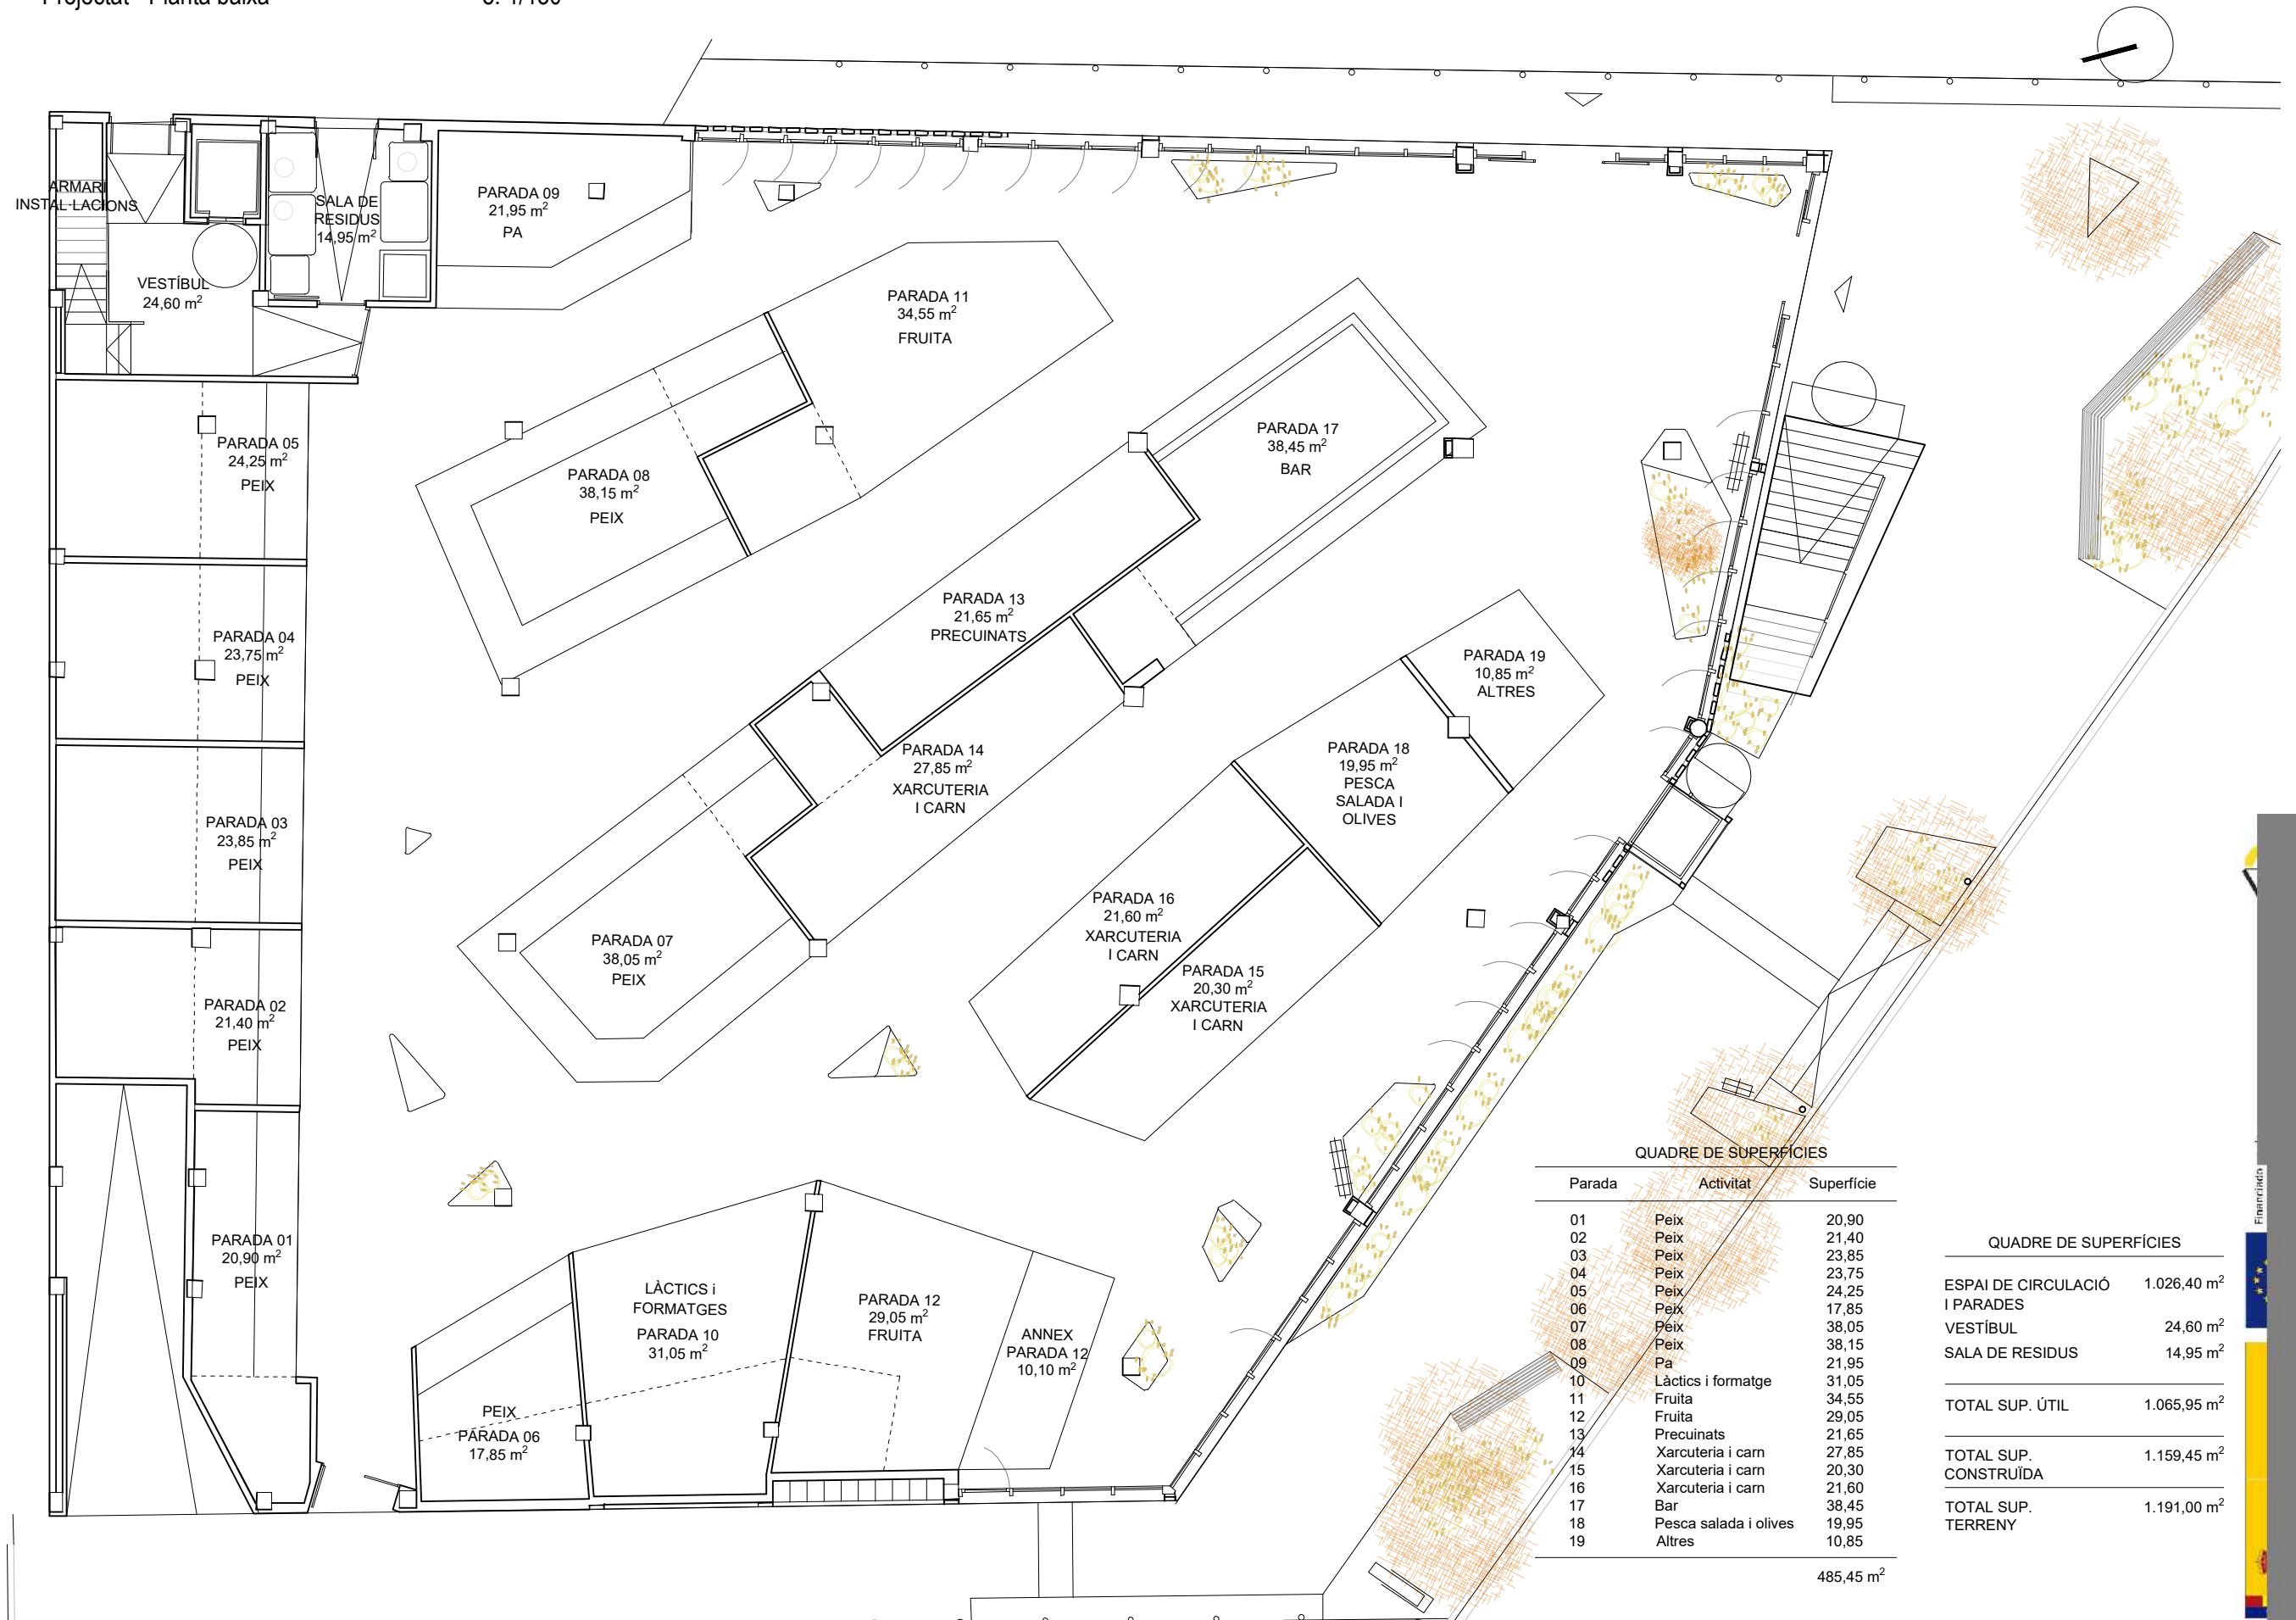 Projectat - Planta baixa e. 1/150
ARMARI
INSTAL·LACIONS
SALA DE
RESIDUS
14,95 m²
VESTÍBUL
24,60 m²
PARADA 09
21,95 m²
PA
PARADA 11
34,55 m²
FRUITA
PARADA 17
38,45 m²
BAR
PARADA 05
24,25 m²
PEIX
PARADA 08
38,15 m²
PEIX
PARADA 13
21,65 m²
PRECUINATS
PARADA 04
23,75 m²
PEIX
PARADA 19
10,85 m²
ALTRES
PARADA 14
27,85 m²
XARCUTERIA
I CARN
PARADA 18
19,95 m²
PESCA
SALADA I
OLIVES
PARADA 03
23,85 m²
PEIX
PARADA 16
21,60 m²
XARCUTERIA
I CARN
PARADA 07
38,05 m²
PEIX
PARADA 15
20,30 m²
XARCUTERIA
I CARN
PARADA 02
21,40 m²
PEIX
PARADA 01
20,90 m²
PEIX
LÀCTICS i
FORMATGES
PARADA 10
31,05 m²
PARADA 12
29,05 m²
FRUITA
ANNEX
PARADA 12
10,10 m²
PEIX
PARADA 06
17,85 m²
QUADRE DE SUPERFÍCIES
Parada Activitat Superfície
01 Peix 20,90
02 Peix 21,40
03 Peix 23,85
04 Peix 23,75
05 Peix 24,25
06 Peix 17,85
07 Peix 38,05
08 Peix 38,15
09 Pa 21,95
10 Làctics i formatge 31,05
11 Fruita 34,55
12 Fruita 29,05
13 Precuinats 21,65
14 Xarcuteria i carn 27,85
15 Xarcuteria i carn 20,30
16 Xarcuteria i carn 21,60
17 Bar 38,45
18 Pesca salada i olives 19,95
19 Altres 10,85
485,45 m²
QUADRE DE SUPERFÍCIES
ESPAI DE CIRCULACIÓ 1.026,40 m²
I PARADES
VESTÍBUL 24,60 m²
SALA DE RESIDUS 14,95 m²
TOTAL SUP. ÚTIL 1.065,95 m²
TOTAL SUP. 1.159,45 m²
CONSTRUÏDA
TOTAL SUP. 1.191,00 m²
TERRENY
Financiado